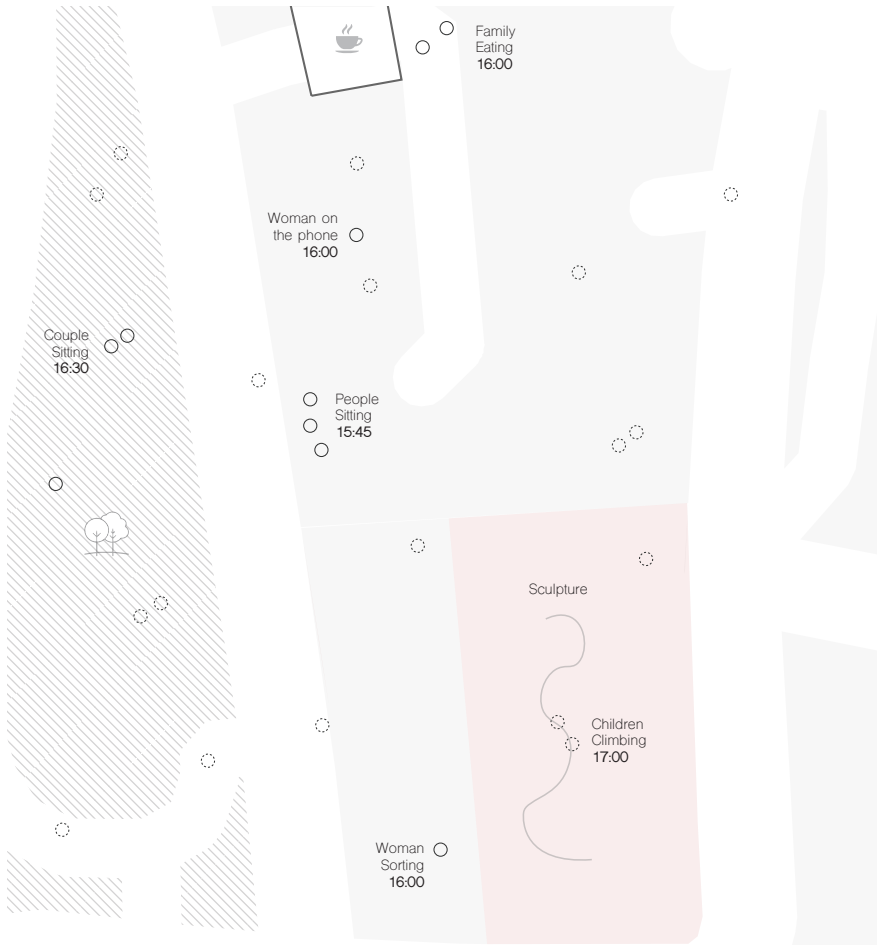 Family
Eating
16:00
Woman on
the phone
16:00
Couple
Sitting
16:30
People
Sitting
15:45
Sculpture
Children
Climbing
17:00
Woman
Sorting
16:00